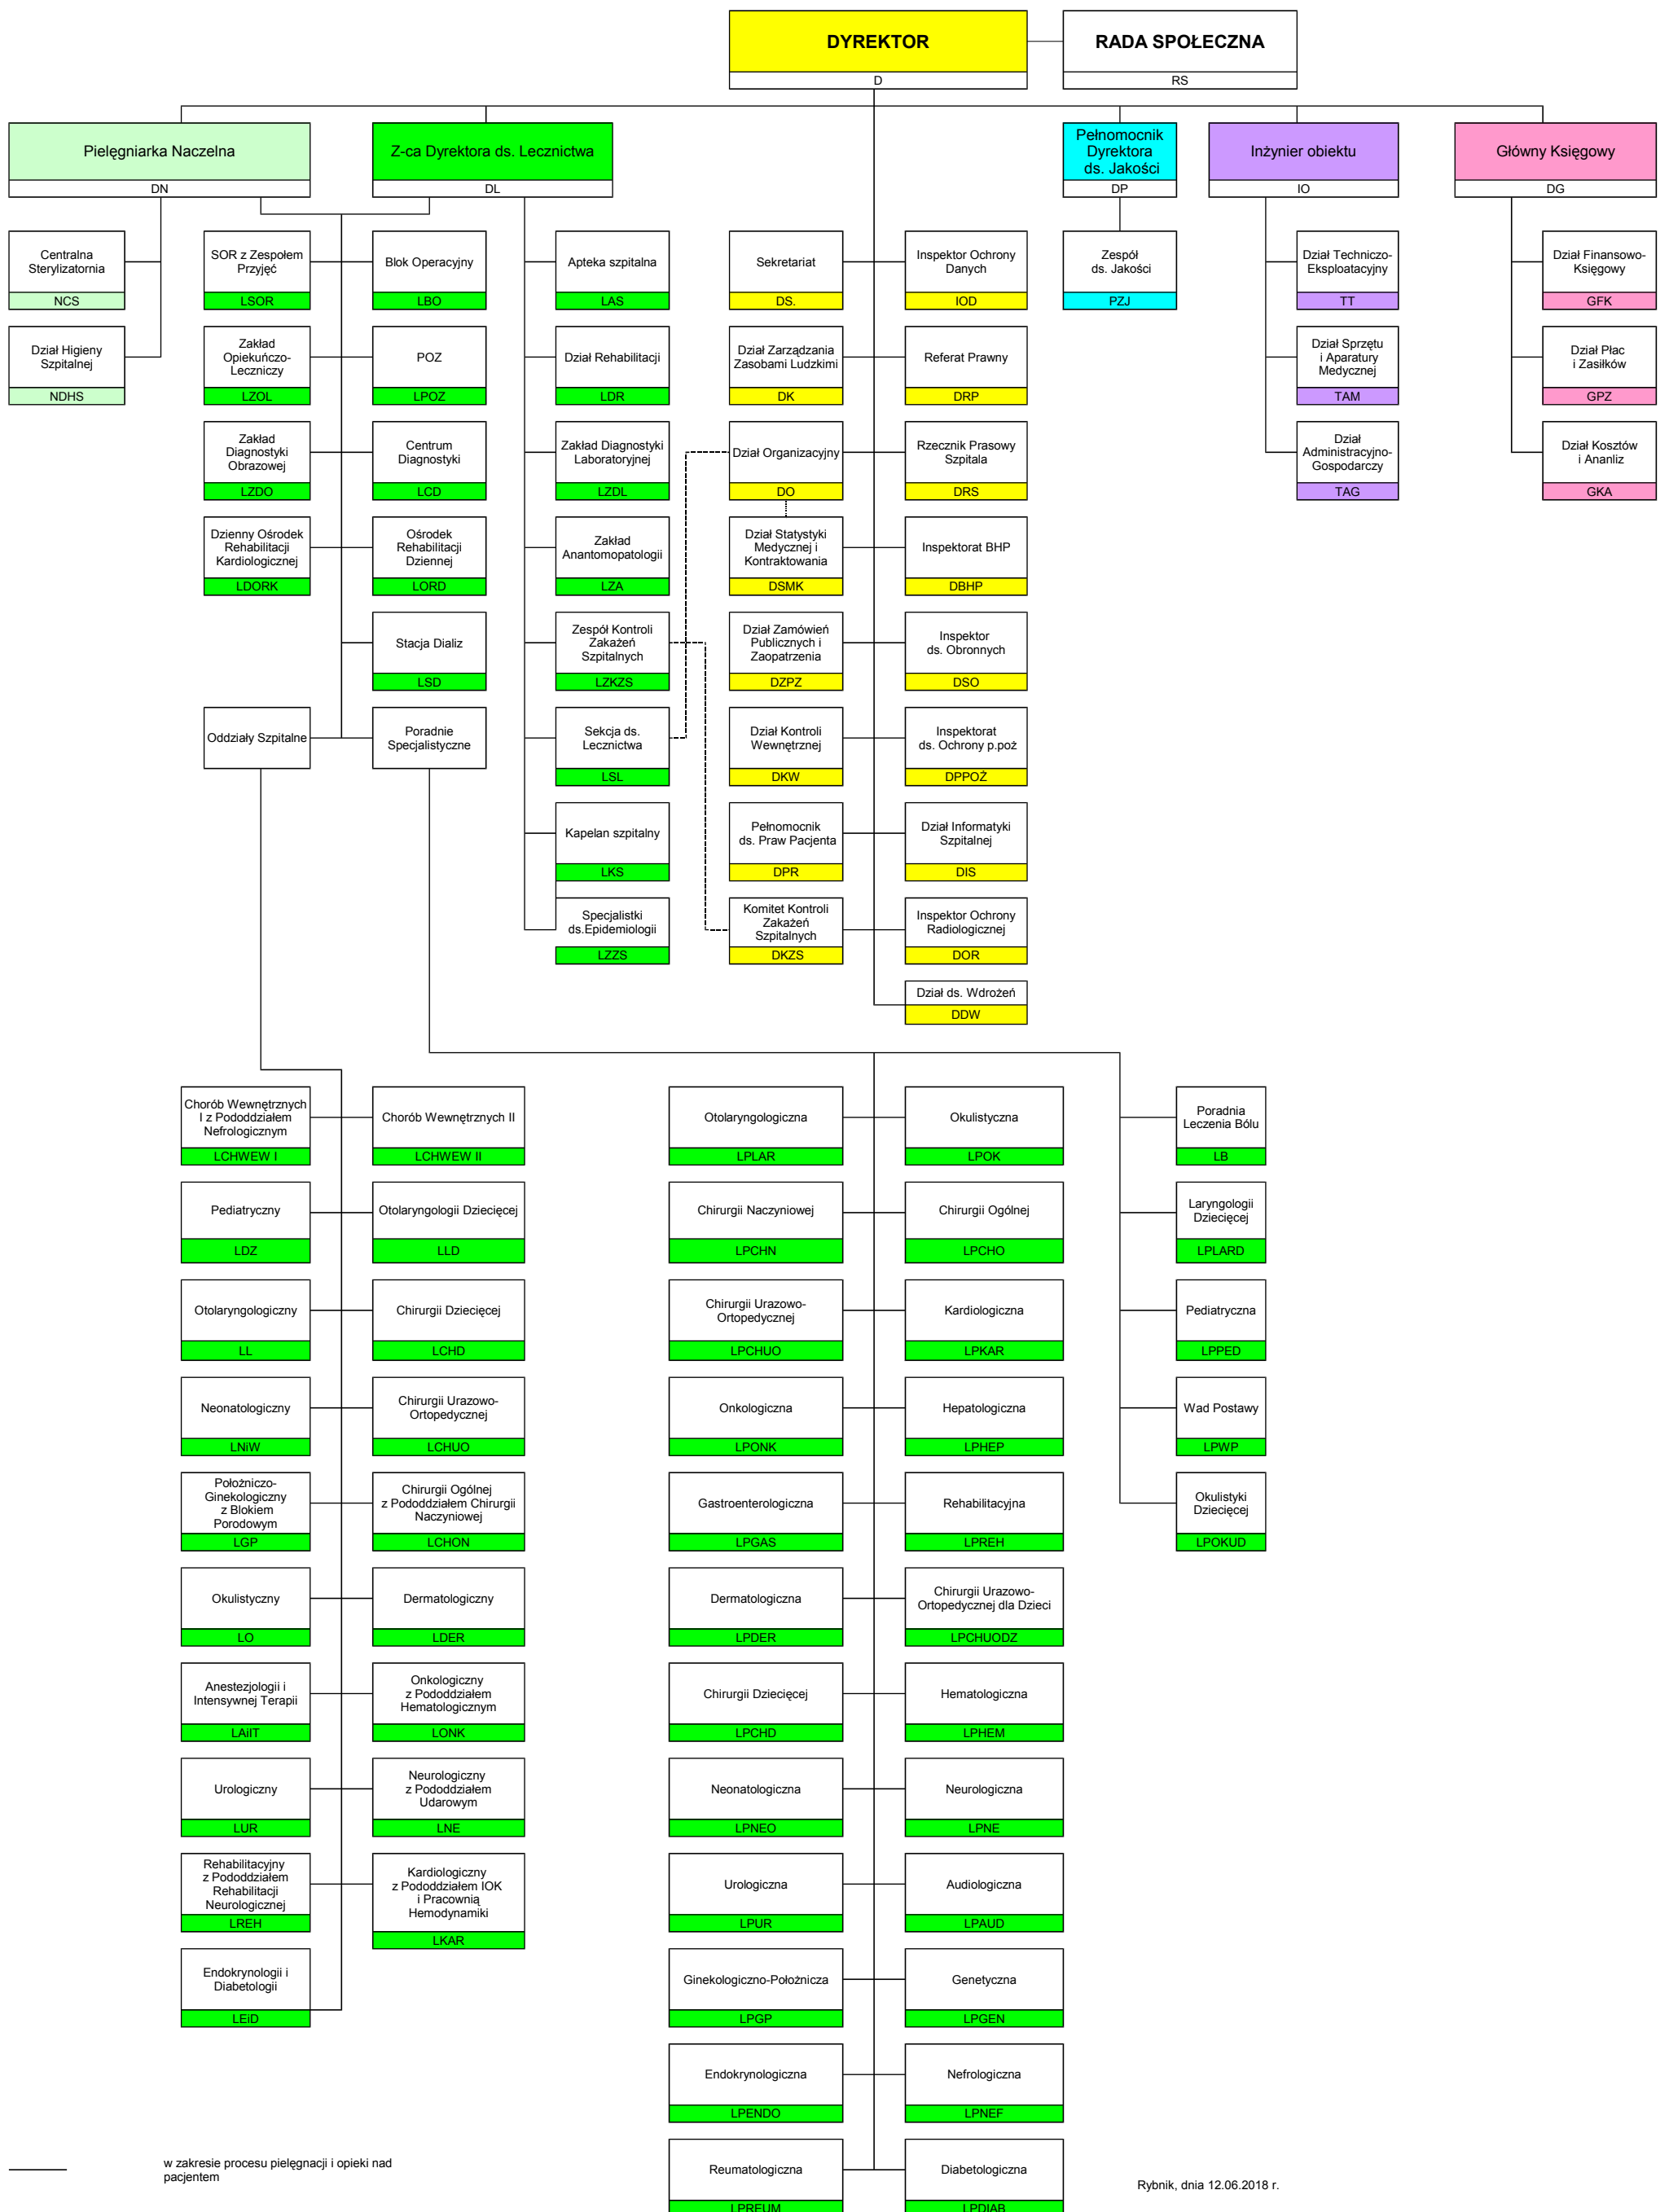 DYREKTOR
D
RADA SPOŁECZNA
RS
Pielęgniarka Naczelna
DN
Z-ca Dyrektora ds. Lecznictwa
DL
Pełnomocnik
Dyrektora
ds. Jakości
DP
Inżynier obiektu
IO
Główny Księgowy
DG
Centralna
Sterylizatornia
NCS
SOR z Zespołem
Przyjęć
LSOR
Blok Operacyjny
LBO
Apteka szpitalna
LAS
Sekretariat
DS.
Inspektor Ochrony
Danych
IOD
Zespół
ds. Jakości
PZJ
Dział Techniczo-
Eksploatacyjny
TT
Dział Finansowo-
Księgowy
GFK
Dział Higieny
Szpitalnej
NDHS
Zakład
Opiekuńczo-
Leczniczy
LZOL
POZ
LPOZ
Dział Rehabilitacji
LDR
Dział Zarządzania
Zasobami Ludzkimi
DK
Referat Prawny
DRP
Dział Sprzętu
i Aparatury
Medycznej
TAM
Dział Płac
i Zasiłków
GPZ
Zakład
Diagnostyki
Obrazowej
LZDO
Centrum
Diagnostyki
LCD
Zakład Diagnostyki
Laboratoryjnej
LZDL
Dział Organizacyjny
DO
Rzecznik Prasowy
Szpitala
DRS
Dział
Administracyjno-
Gospodarczy
TAG
Dział Kosztów
i Ananliz
GKA
Dzienny Ośrodek
Rehabilitacji
Kardiologicznej
LDORK
Ośrodek
Rehabilitacji
Dziennej
LORD
Zakład
Anantomopatologii
LZA
Dział Statystyki
Medycznej i
Kontraktowania
DSMK
Inspektorat BHP
DBHP
Stacja Dializ
LSD
Zespół Kontroli
Zakażeń
Szpitalnych
LZKZS
Dział Zamówień
Publicznych i
Zaopatrzenia
DZPZ
Inspektor
ds. Obronnych
DSO
Oddziały Szpitalne
Poradnie
Specjalistyczne
Sekcja ds.
Lecznictwa
LSL
Dział Kontroli
Wewnętrznej
DKW
Inspektorat
ds. Ochrony p.poż
DPPOŻ
Kapelan szpitalny
LKS
Pełnomocnik
ds. Praw Pacjenta
DPR
Dział Informatyki
Szpitalnej
DIS
Specjalistki
ds.Epidemiologii
LZZS
Komitet Kontroli
Zakażeń
Szpitalnych
DKZS
Inspektor Ochrony
Radiologicznej
DOR
Dział ds. Wdrożeń
DDW
Chorób Wewnętrznych
I z Pododdziałem
Nefrologicznym
LCHWEW I
Chorób Wewnętrznych II
LCHWEW II
Otolaryngologiczna
LPLAR
Okulistyczna
LPOK
Poradnia
Leczenia Bólu
LB
Pediatryczny
LDZ
Otolaryngologii Dziecięcej
LLD
Chirurgii Naczyniowej
LPCHN
Chirurgii Ogólnej
LPCHO
Laryngologii
Dziecięcej
LPLARD
Otolaryngologiczny
LL
Chirurgii Dziecięcej
LCHD
Chirurgii Urazowo-
Ortopedycznej
LPCHUO
Kardiologiczna
LPKAR
Pediatryczna
LPPED
Neonatologiczny
LNiW
Chirurgii Urazowo-
Ortopedycznej
LCHUO
Onkologiczna
LPONK
Hepatologiczna
LPHEP
Wad Postawy
LPWP
Położniczo-
Ginekologiczny
z Blokiem
Porodowym
LGP
Chirurgii Ogólnej
z Pododdziałem Chirurgii
Naczyniowej
LCHON
Gastroenterologiczna
LPGAS
Rehabilitacyjna
LPREH
Okulistyki
Dziecięcej
LPOKUD
Okulistyczny
LO
Dermatologiczny
LDER
Dermatologiczna
LPDER
Chirurgii Urazowo-
Ortopedycznej dla Dzieci
LPCHUODZ
Anestezjologii i
Intensywnej Terapii
LAiIT
Onkologiczny
z Pododdziałem
Hematologicznym
LONK
Chirurgii Dziecięcej
LPCHD
Hematologiczna
LPHEM
Urologiczny
LUR
Neurologiczny
z Pododdziałem
Udarowym
LNE
Neonatologiczna
LPNEO
Neurologiczna
LPNE
Rehabilitacyjny
z Pododdziałem
Rehabilitacji
Neurologicznej
LREH
Kardiologiczny
z Pododdziałem IOK
i Pracownią
Hemodynamiki
LKAR
Urologiczna
LPUR
Audiologiczna
LPAUD
Endokrynologii i
Diabetologii
LEiD
Ginekologiczno-Położnicza
LPGP
Genetyczna
LPGEN
Endokrynologiczna
LPENDO
Nefrologiczna
LPNEF
w zakresie procesu pielęgnacji i opieki nad
pacjentem
Reumatologiczna
LPREUM
Diabetologiczna
LPDIAB
Rybnik, dnia 12.06.2018 r.